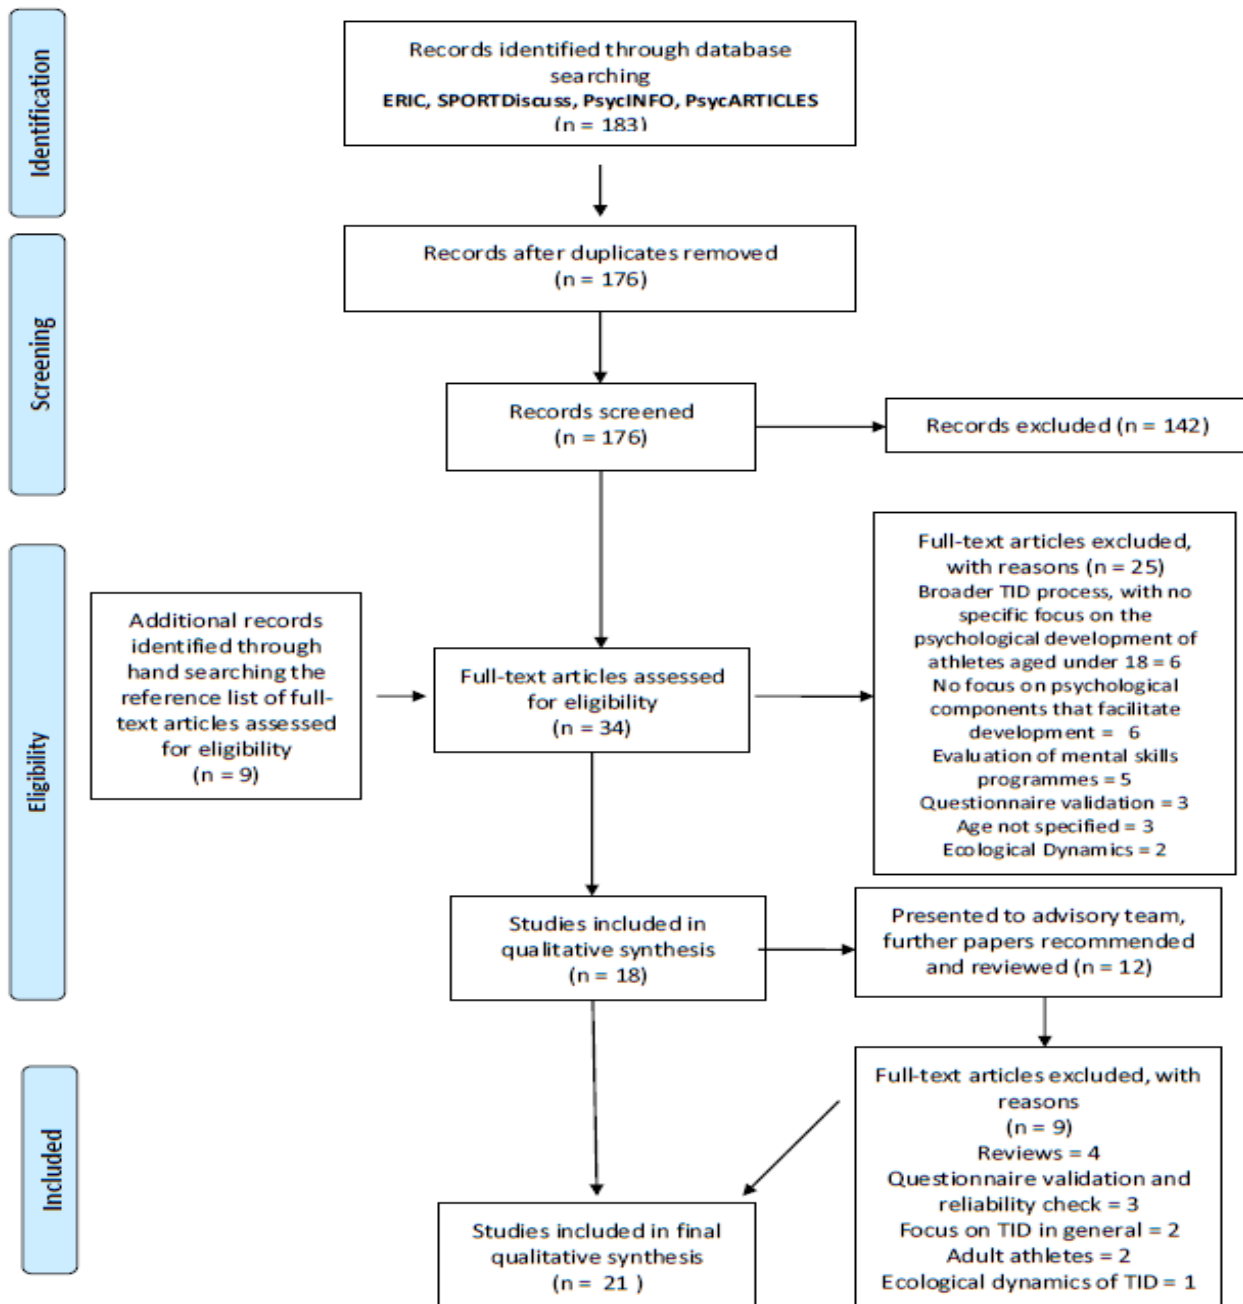 Identification
Records identified through database
searching
ERIC, SPORTDiscuss, PsycINFO, PsycARTICLES
(n = 183)
Screening
Records after duplicates removed
(n = 176)
Records screened
(n = 176)
Records excluded (n = 142)
Eligibility
Additional records
identified through
hand searching the
reference list of full-
text articles assessed
for eligibility
(n = 9)
Full-text articles assessed
for eligibility
(n = 34)
Full-text articles excluded,
with reasons (n = 25)
Broader TID process, with no
specific focus on the
psychological development of
athletes aged under 18 = 6
No focus on psychological
components that facilitate
development = 6
Evaluation of mental skills
programmes = 5
Questionnaire validation = 3
Age not specified = 3
Ecological Dynamics = 2
Studies included in
qualitative synthesis
(n = 18)
Presented to advisory team,
further papers recommended
and reviewed (n = 12)
Included
Full-text articles excluded, with
reasons
(n = 9)
Reviews = 4
Questionnaire validation and
reliability check = 3
Focus on TID in general = 2
Adult athletes = 2
Ecological dynamics of TID = 1
Studies included in final
qualitative synthesis
(n = 21 )